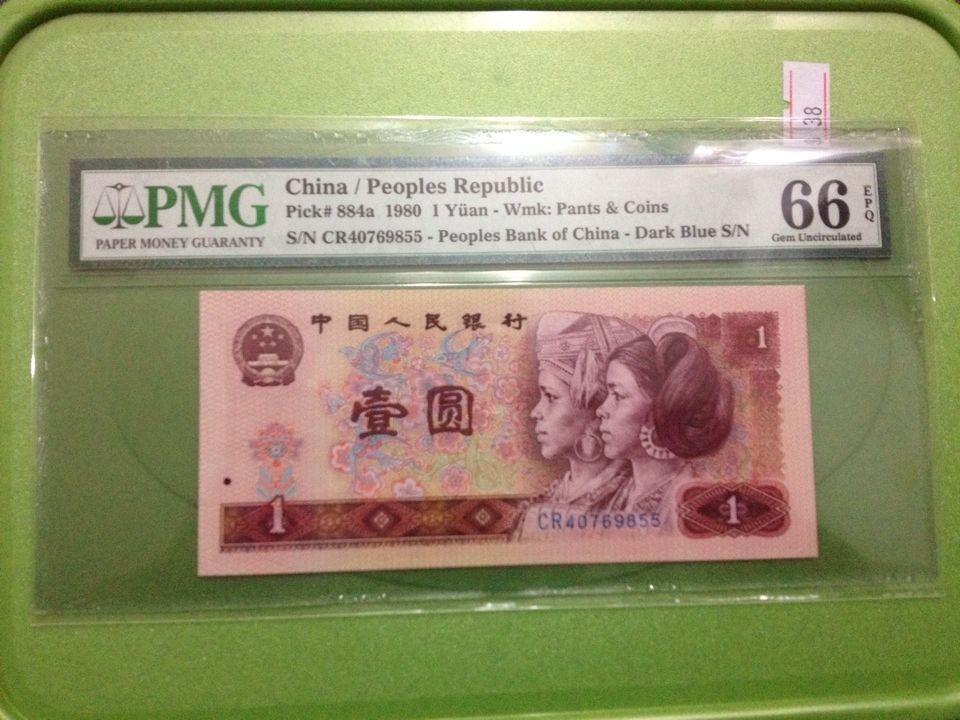 38
PMG
PAPER MONEY GUARANTY
China / Peoples Republic
Pick# 884a 1980 1 Yüan - Wmk: Pants & Coins
S/N CR40769855 - Peoples Bank of China - Dark Blue S/N
66
EPQ
Gem Uncirculated
中国人民银行
1
壹圆
1
CR40769855
1